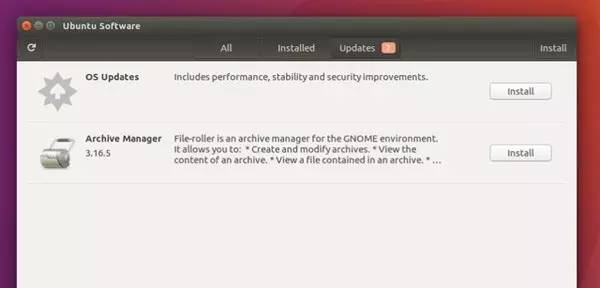 Ubuntu Software
All
Installed
Updates
Install
OS Updates
Includes performance, stability and security improvements.
Install
Archive Manager
3.16.5
File-roller is an archive manager for the GNOME environment.
It allows you to: * Create and modify archives. * View the
content of an archive. * View a file contained in an archive. * ...
Install